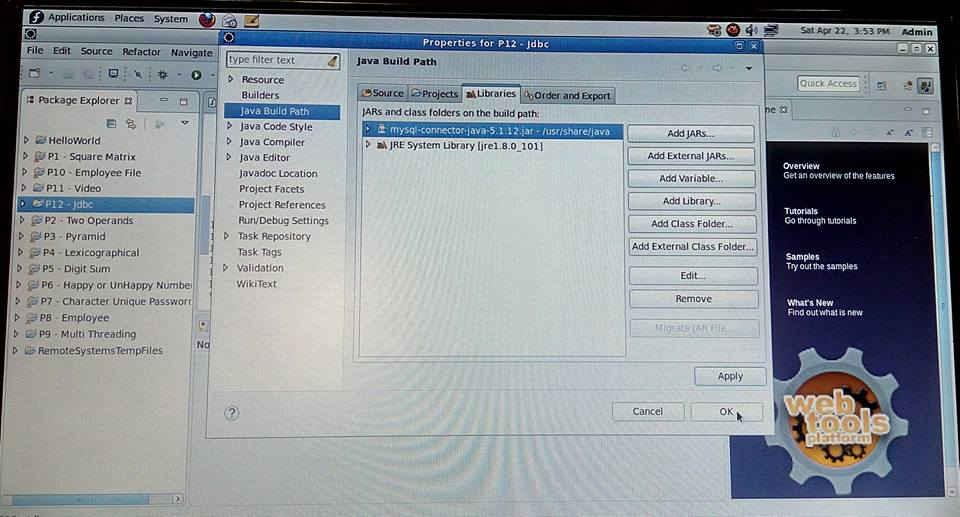 Applications Places System
Sat Apr 22, 3:53 PM Admin
Properties for P12 - Jdbc
File Edit Source Refactor Navigate
Quick Access
Package Explorer
HelloWorld
P1 - Square Matrix
P10 - Employee File
P11 - Video
P12 - Jdbc
P2 - Two Operands
P3 - Pyramid
P4 - Lexicographical
P5 - Digit Sum
P6 - Happy or UnHappy Number
P7 - Character Unique Password
P8 - Employee
P9 - Multi Threading
RemoteSystemsTempFiles
No
type filter text
Resource
Builders
Java Build Path
Java Code Style
Java Compiler
Java Editor
Javadoc Location
Project Facets
Project References
Run/Debug Settings
Task Repository
Task Tags
Validation
WikiText
Java Build Path
Source Projects Libraries Order and Export
JARs and class folders on the build path:
mysql-connector-java-5.1.12.jar - /usr/share/java
JRE System Library [jre1.8.0_101]
Add JARs...
Add External JARs...
Add Variable...
Add Library...
Add Class Folder...
Add External Class Folder...
Edit...
Remove
Migrate JAR File...
Apply
Cancel OK
?
ne
Overview
Get an overview of the features
Tutorials
Go through tutorials
Samples
Try out the samples
What's New
Find out what is new
web
tools
platform